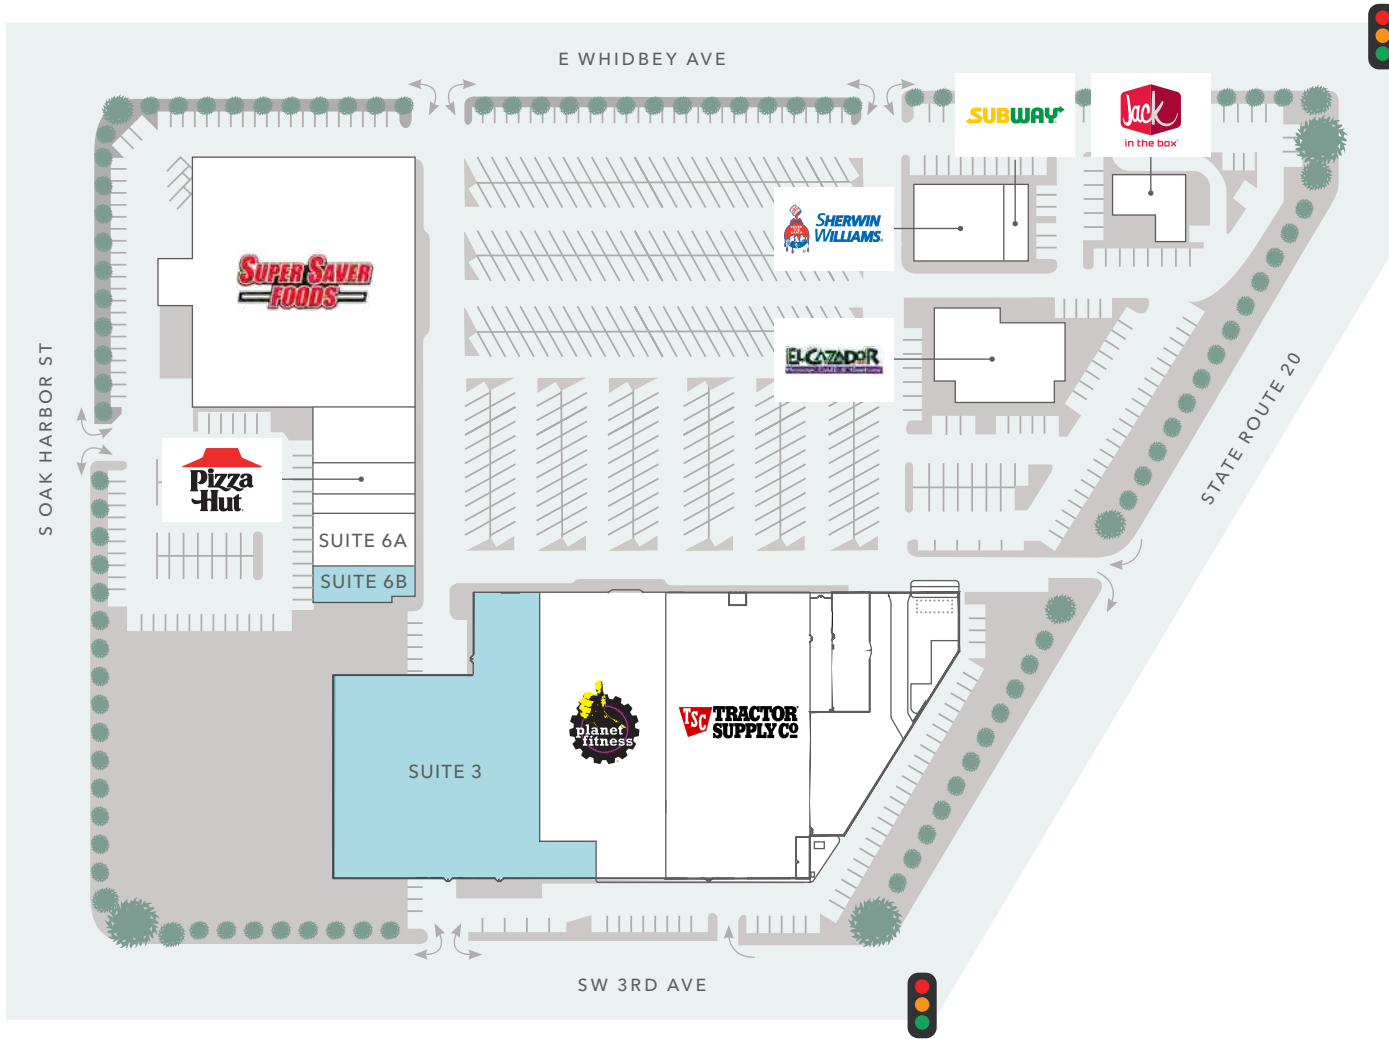 E WHIDBEY AVE
SUBWAY
Jack
in the box
SHERWIN
WILLIAMS.
SUPER SAVER
FOODS
EL CAZADOR
S OAK HARBOR ST
STATE ROUTE 20
Pizza
Hut
SUITE 6A
SUITE 6B
SUITE 3
planet
fitness
TSC TRACTOR
SUPPLY CO
SW 3RD AVE